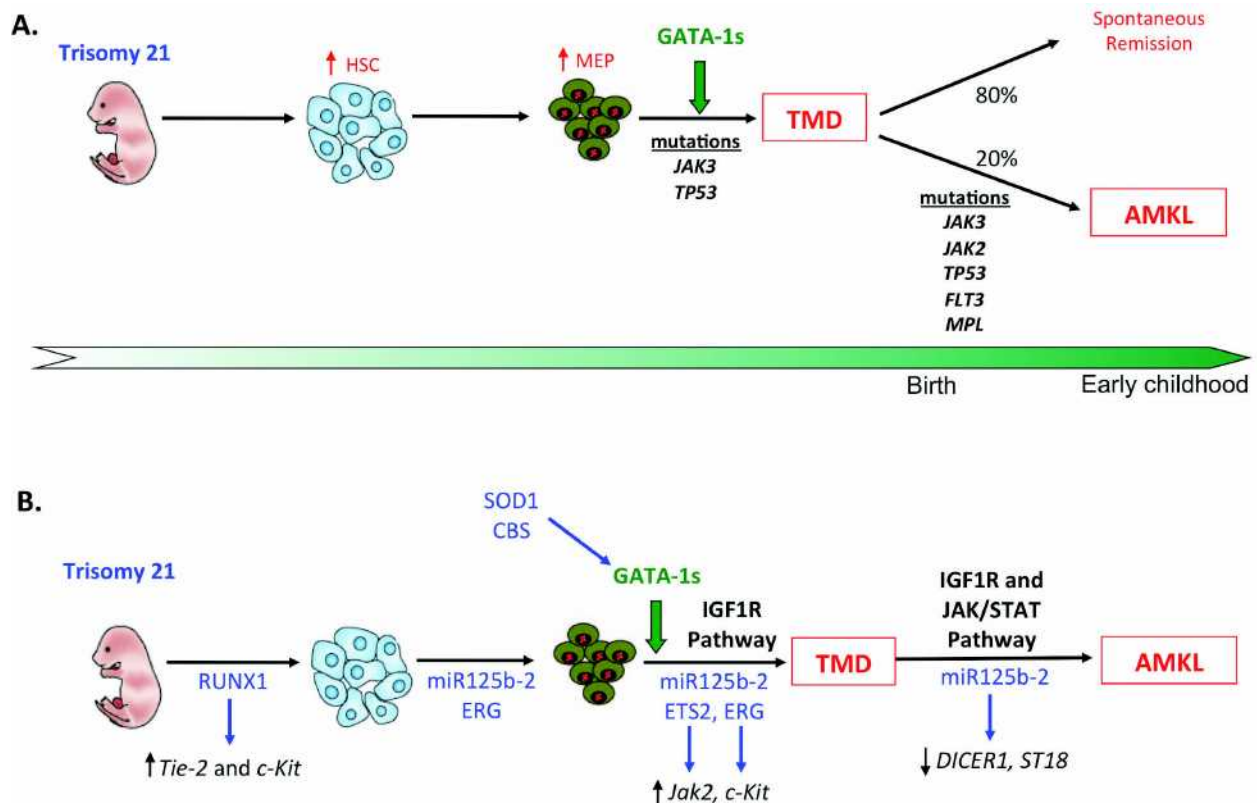 A.
Trisomy 21
↑ HSC
↑ MEP
GATA-1s
mutations
JAK3
TP53
TMD
Spontaneous
Remission
80%
20%
mutations
JAK3
JAK2
TP53
FLT3
MPL
AMKL
Birth
Early childhood
B.
Trisomy 21
RUNX1
↑ Tie-2 and c-Kit
miR125b-2
ERG
SOD1
CBS
GATA-1s
IGF1R
Pathway
miR125b-2
ETS2, ERG
↑ Jak2, c-Kit
TMD
IGF1R and
JAK/STAT
Pathway
miR125b-2
↓ DICER1, ST18
AMKL